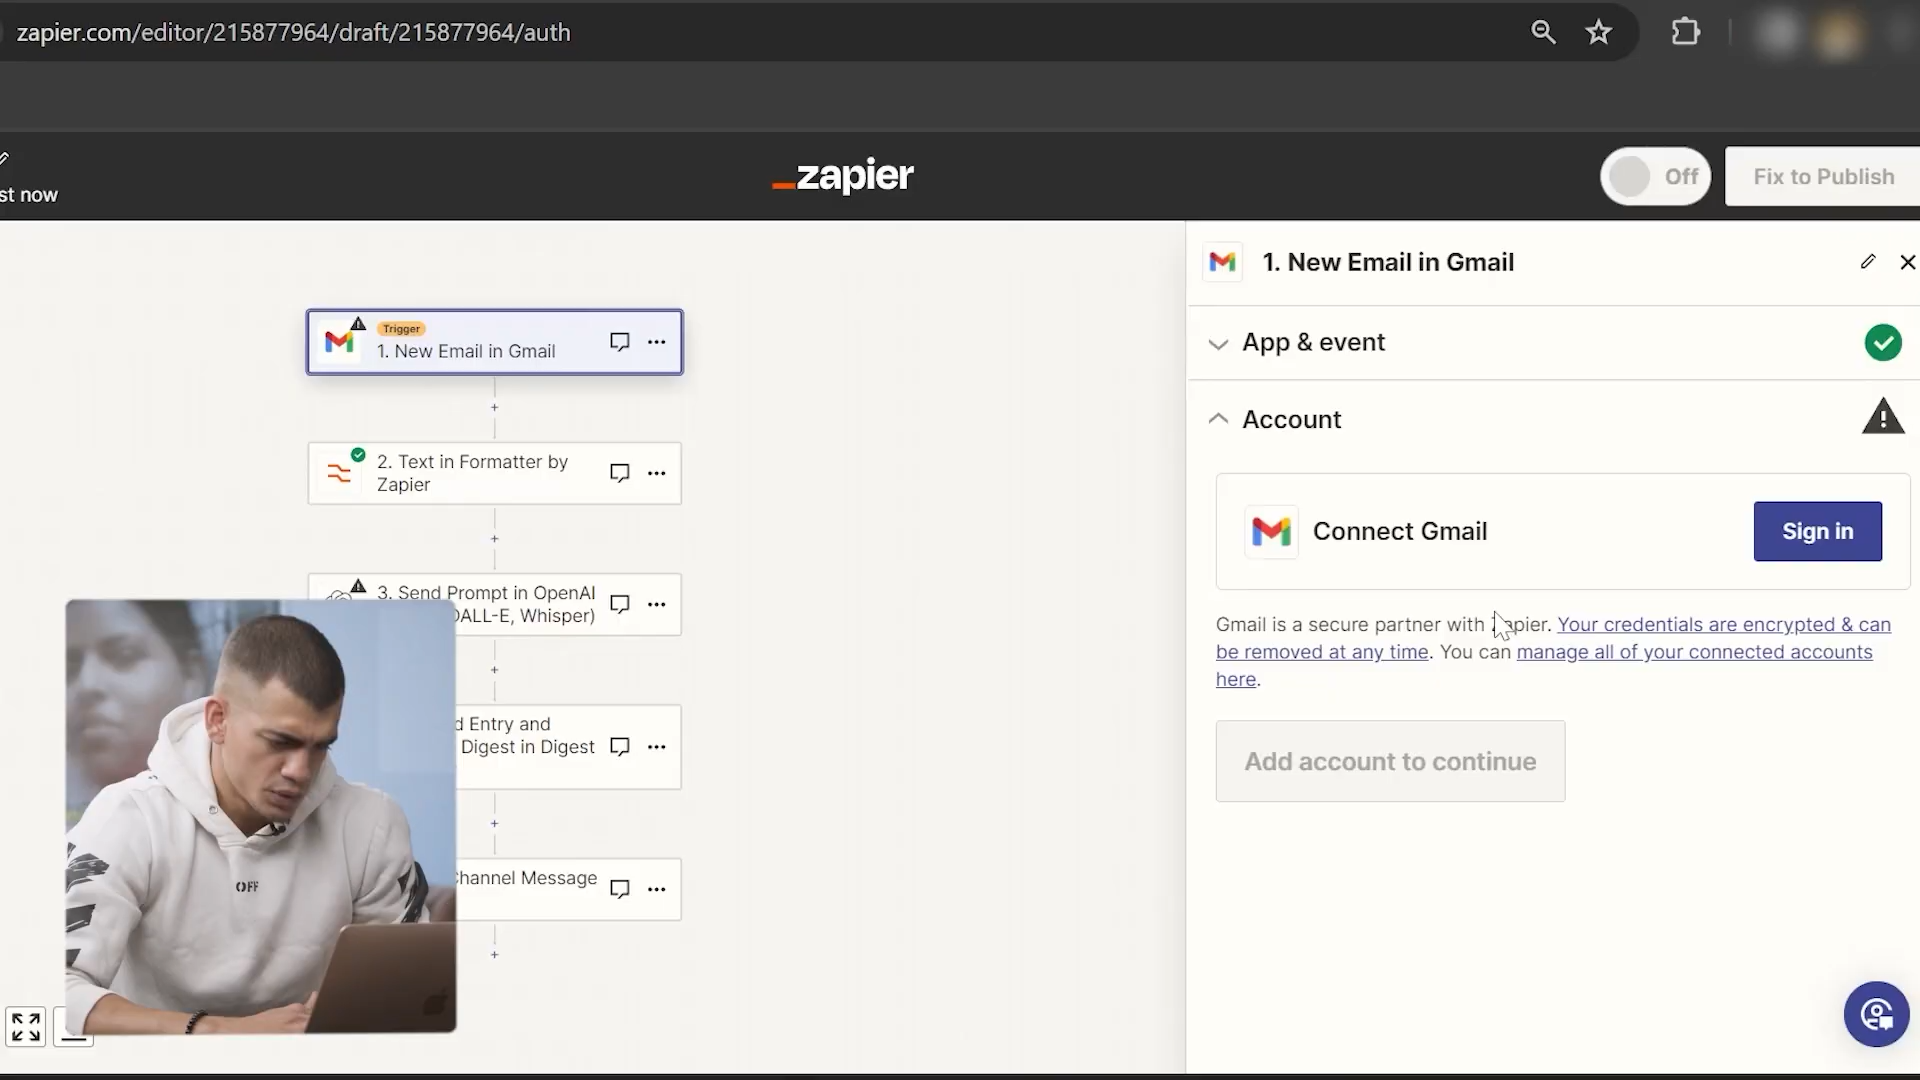 zapier.com/editor/215877964/draft/215877964/auth
st now
_zapier
Off
Fix to Publish
1. New Email in Gmail
App & event
Account
Connect Gmail
Sign in
Gmail is a secure partner with Zapier. Your credentials are encrypted & can
be removed at any time. You can manage all of your connected accounts
here.
Add account to continue
Trigger
1. New Email in Gmail
2. Text in Formatter by
Zapier
3. Send Prompt in OpenAI
DALL-E, Whisper)
d Entry and
Digest in Digest
Channel Message
OFF